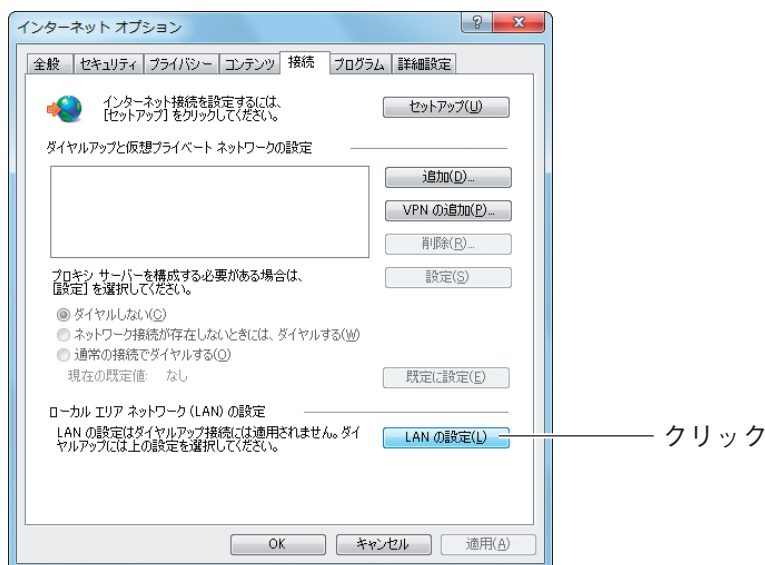 インターネット オプション
全般 セキュリティ プライバシー コンテンツ 接続 プログラム 詳細設定
インターネット接続を設定するには、
[セットアップ] をクリックしてください。
セットアップ(U)
ダイヤルアップと仮想プライベート ネットワークの設定
追加(D)...
VPN の追加(P)...
削除(R)...
プロキシ サーバーを構成する必要がある場合は、
[設定] を選択してください。
設定(S)
ダイヤルしない(C)
ネットワーク接続が存在しないときには、ダイヤルする(W)
通常の接続でダイヤルする(O)
現在の既定値: なし
既定に設定(E)
ローカル エリア ネットワーク (LAN) の設定
LAN の設定はダイヤルアップ接続には適用されません。ダイ
ヤルアップには上の設定を選択してください。
LAN の設定(L)
クリック
OK キャンセル 適用(A)